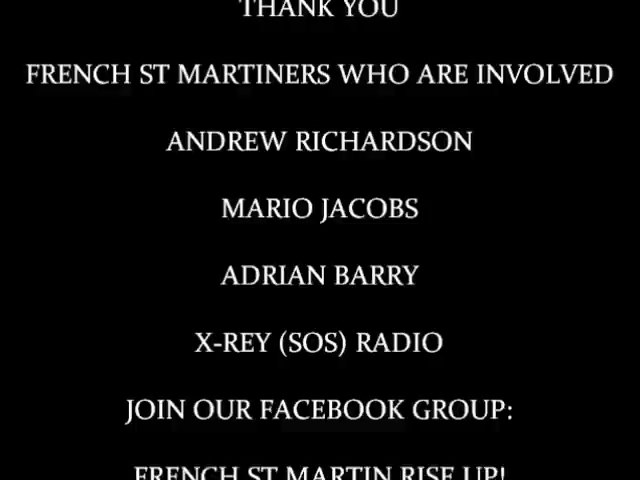 THANK YOU
FRENCH ST MARTINERS WHO ARE INVOLVED
ANDREW RICHARDSON
MARIO JACOBS
ADRIAN BARRY
X-REY (SOS) RADIO
JOIN OUR FACEBOOK GROUP:
FRENCH ST MARTIN RISE UP!